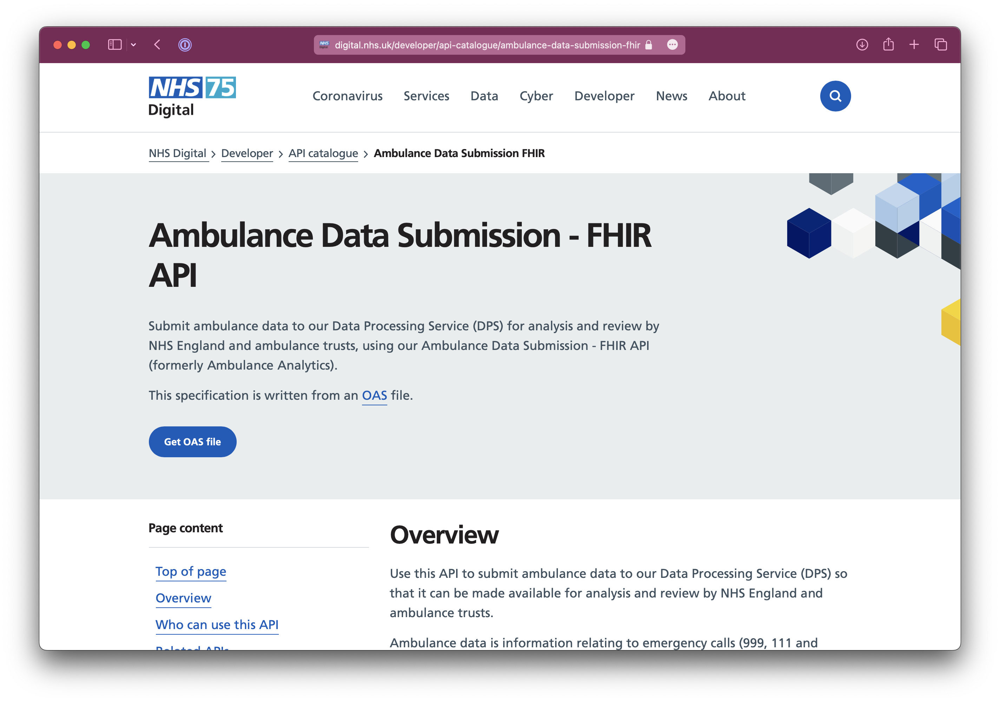 digital.nhs.uk/developer/api-catalogue/ambulance-data-submission-fhir
NHS 75
Digital
Coronavirus Services Data Cyber Developer News About
NHS Digital > Developer > API catalogue > Ambulance Data Submission FHIR
Ambulance Data Submission - FHIR
API
Submit ambulance data to our Data Processing Service (DPS) for analysis and review by
NHS England and ambulance trusts, using our Ambulance Data Submission - FHIR API
(formerly Ambulance Analytics).
This specification is written from an OAS file.
Get OAS file
Page content
Top of page
Overview
Who can use this API
Related APIs
Overview
Use this API to submit ambulance data to our Data Processing Service (DPS) so
that it can be made available for analysis and review by NHS England and
ambulance trusts.
Ambulance data is information relating to emergency calls (999, 111 and